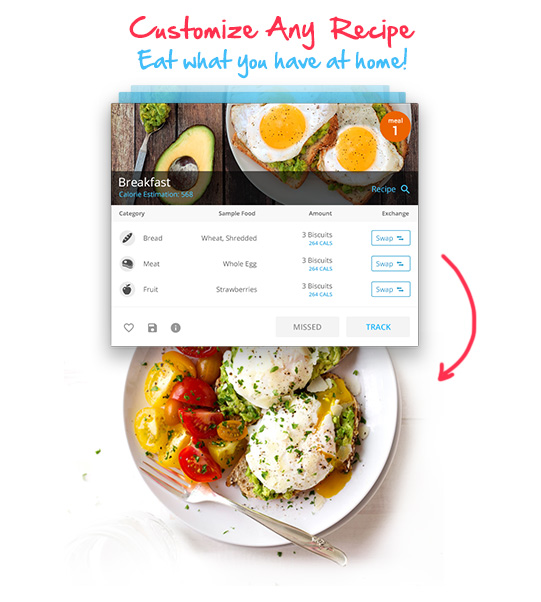 Customize Any Recipe
Eat what you have at home!
meal
1
Breakfast
Calorie Estimation: 568
Recipe
Category Sample Food Amount Exchange
Bread Wheat, Shredded 3 Biscuits Swap
264 CALS
Meat Whole Egg 3 Biscuits Swap
264 CALS
Fruit Strawberries 3 Biscuits Swap
264 CALS
MISSED TRACK